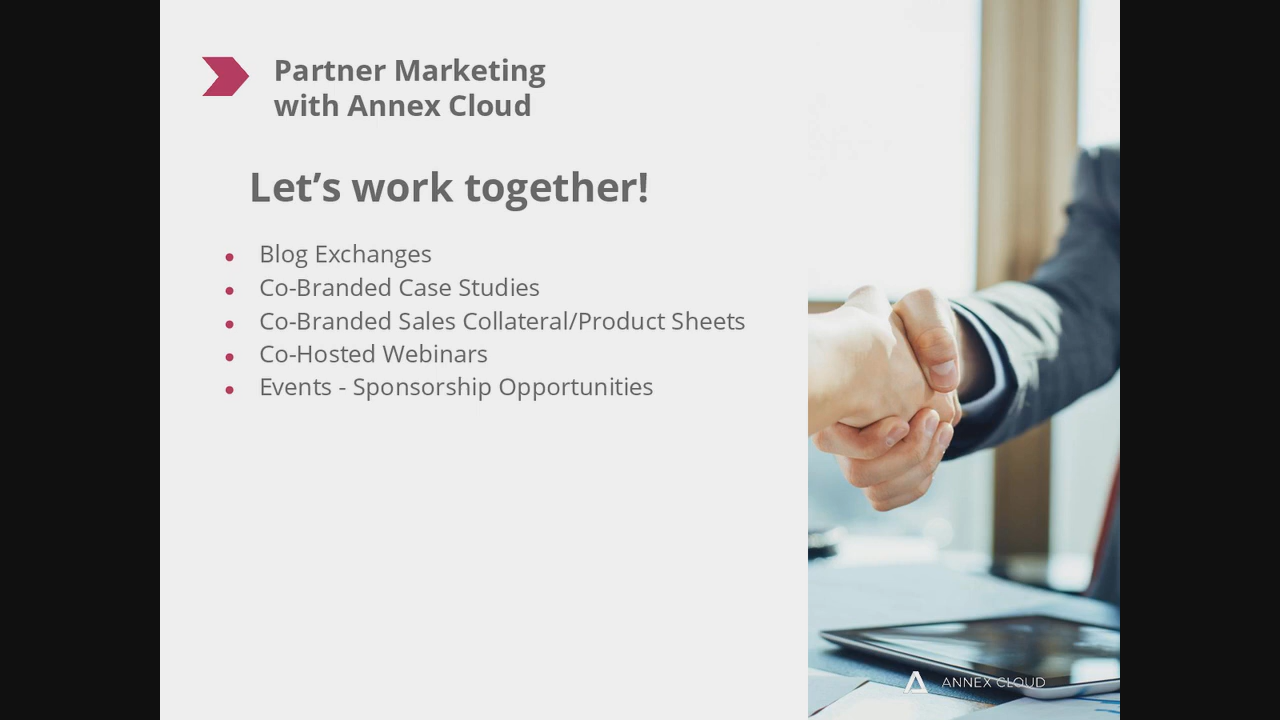 Partner Marketing
with Annex Cloud
Let’s work together!
Blog Exchanges
Co-Branded Case Studies
Co-Branded Sales Collateral/Product Sheets
Co-Hosted Webinars
Events - Sponsorship Opportunities
ANNEX CLOUD